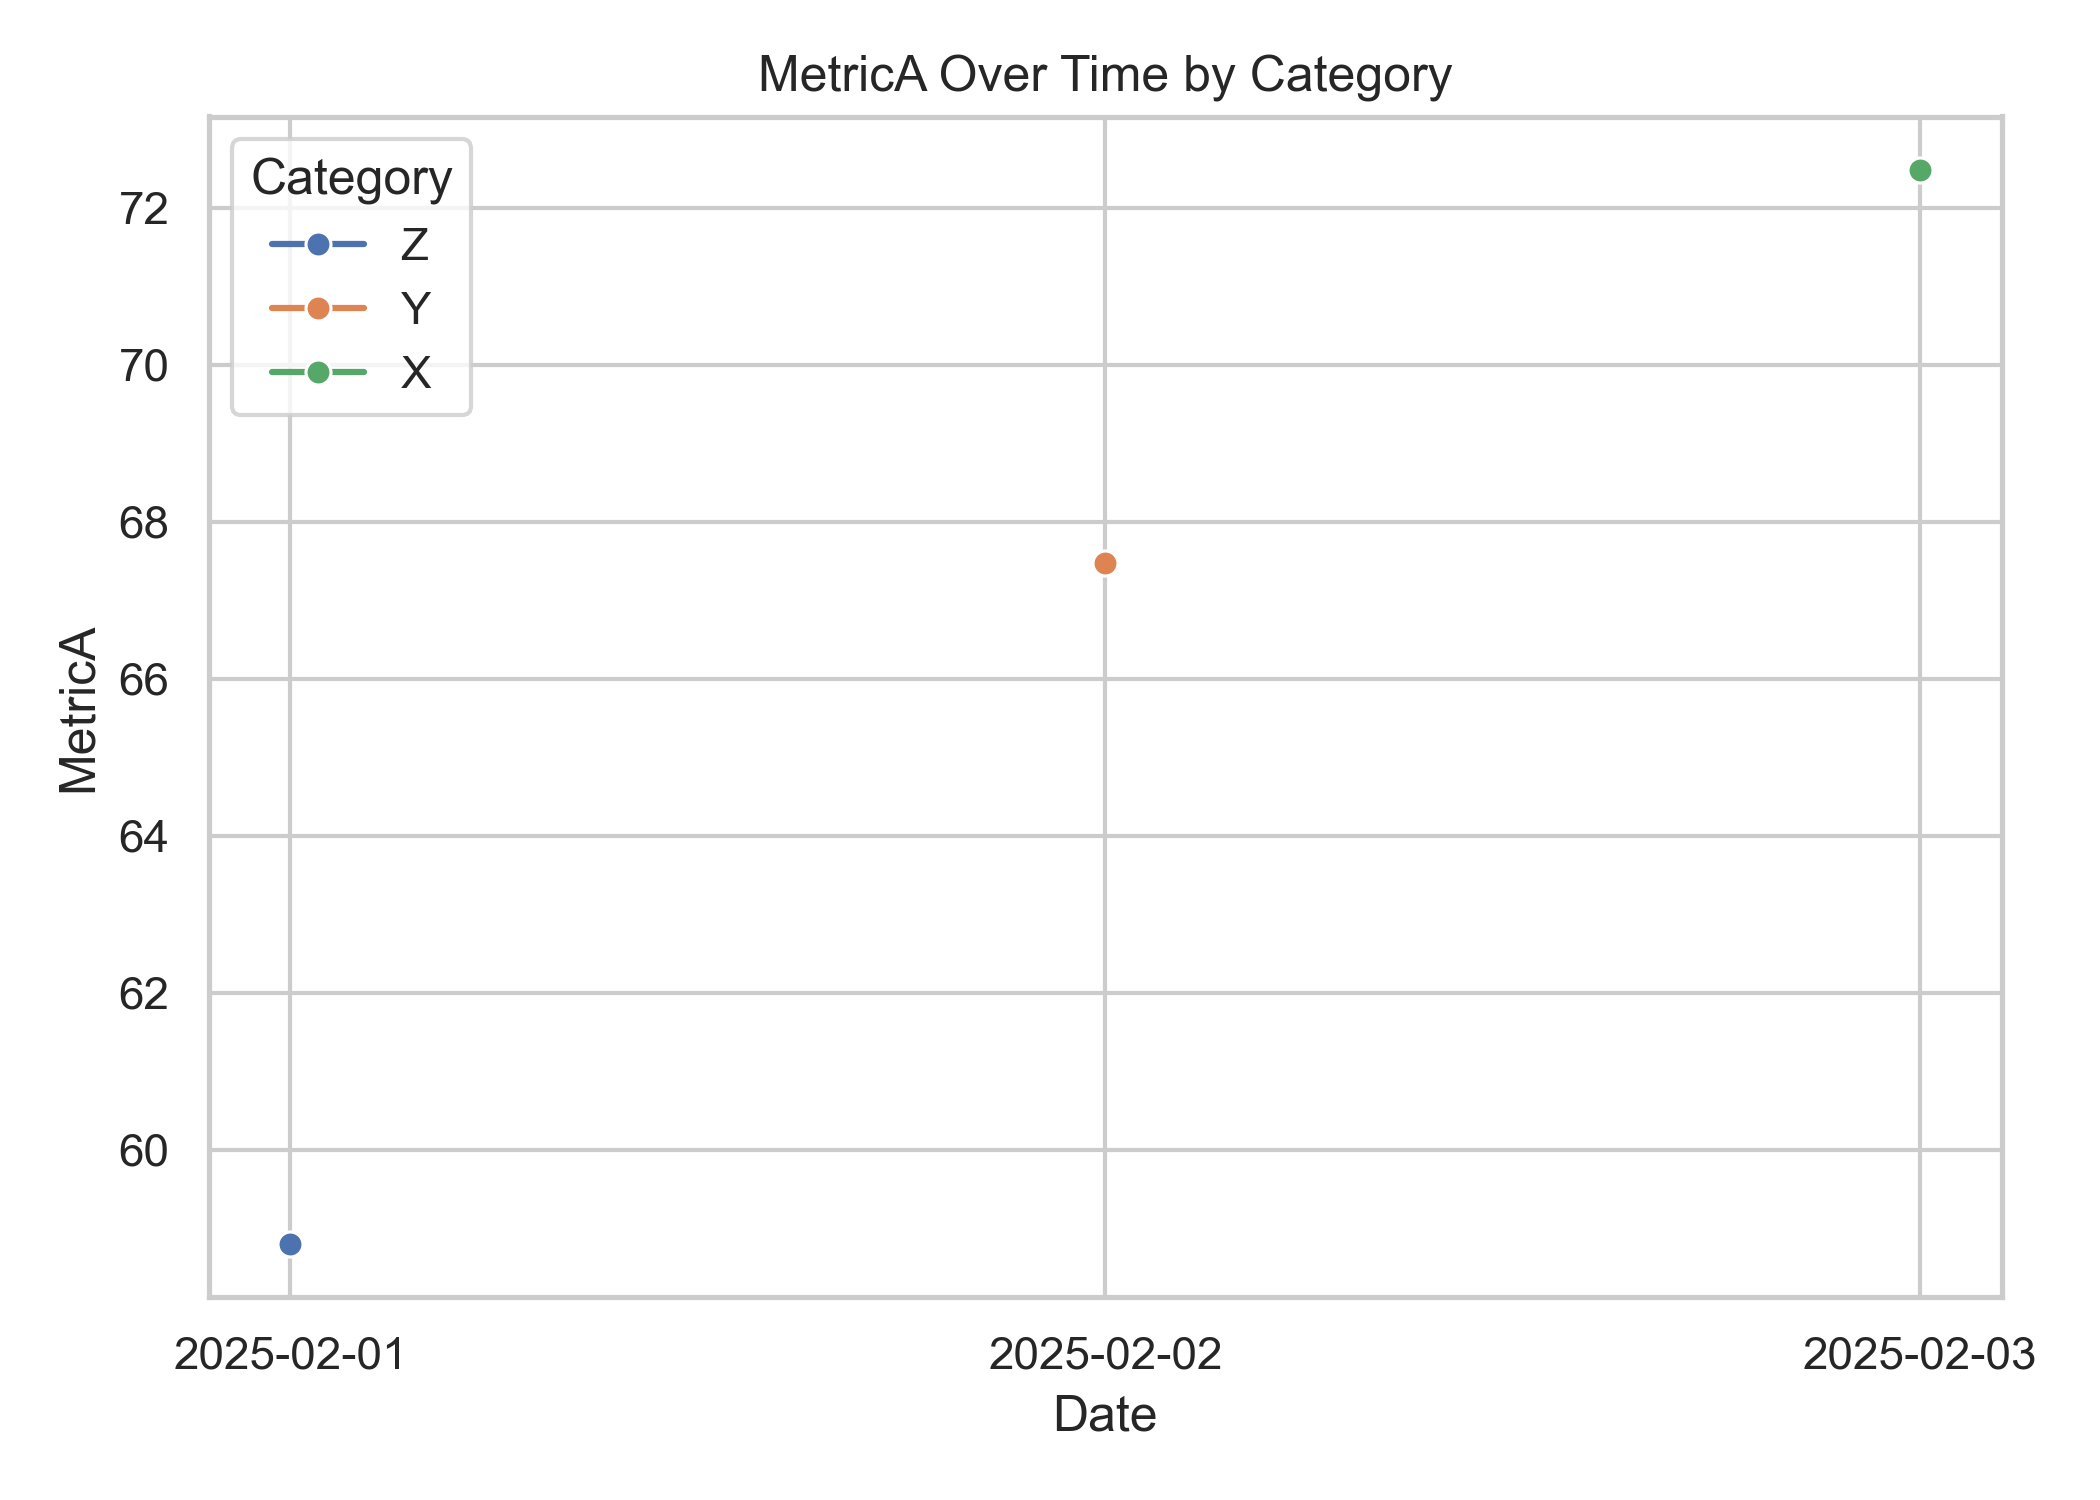 MetricA Over Time by Category
Category
Z
Y
X
72
70
68
66
64
62
60
MetricA
2025-02-01
2025-02-02
2025-02-03
Date